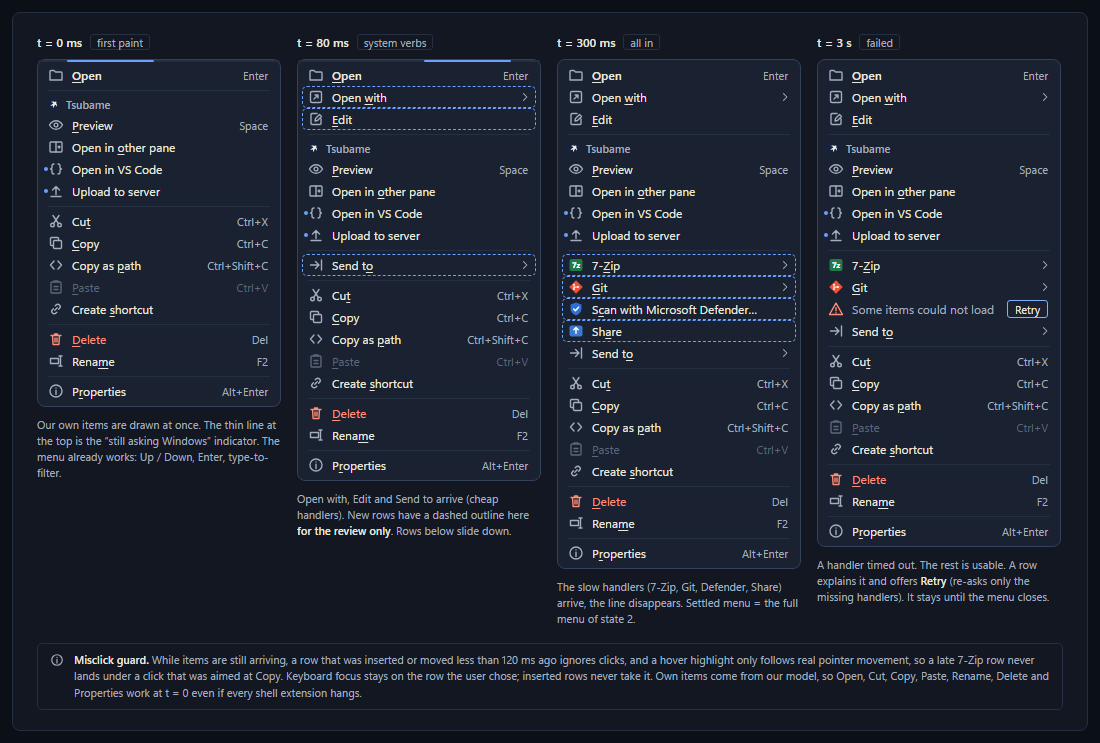 t = 0 ms first paint
Open Enter
Tsubame
Preview Space
Open in other pane
Open in VS Code
Upload to server
Cut Ctrl+X
Copy Ctrl+C
Copy as path Ctrl+Shift+C
Paste Ctrl+V
Create shortcut
Delete Del
Rename F2
Properties Alt+Enter
Our own items are drawn at once. The thin line at
the top is the “still asking Windows” indicator. The
menu already works: Up / Down, Enter, type-to-
filter.
t = 80 ms system verbs
Open Enter
Open with
Edit
Tsubame
Preview Space
Open in other pane
Open in VS Code
Upload to server
Send to
Cut Ctrl+X
Copy Ctrl+C
Copy as path Ctrl+Shift+C
Paste Ctrl+V
Create shortcut
Delete Del
Rename F2
Properties Alt+Enter
Open with, Edit and Send to arrive (cheap
handlers). New rows have a dashed outline here
for the review only. Rows below slide down.
t = 300 ms all in
Open Enter
Open with
Edit
Tsubame
Preview Space
Open in other pane
Open in VS Code
Upload to server
7z 7-Zip
Git
Scan with Microsoft Defender...
Share
Send to
Cut Ctrl+X
Copy Ctrl+C
Copy as path Ctrl+Shift+C
Paste Ctrl+V
Create shortcut
Delete Del
Rename F2
Properties Alt+Enter
The slow handlers (7-Zip, Git, Defender, Share)
arrive, the line disappears. Settled menu = the full
menu of state 2.
t = 3 s failed
Open Enter
Open with
Edit
Tsubame
Preview Space
Open in other pane
Open in VS Code
Upload to server
7z 7-Zip
Git
Some items could not load Retry
Send to
Cut Ctrl+X
Copy Ctrl+C
Copy as path Ctrl+Shift+C
Paste Ctrl+V
Create shortcut
Delete Del
Rename F2
Properties Alt+Enter
A handler timed out. The rest is usable. A row
explains it and offers Retry (re-asks only the
missing handlers). It stays until the menu closes.
Misclick guard. While items are still arriving, a row that was inserted or moved less than 120 ms ago ignores clicks, and a hover highlight only follows real pointer movement, so a late 7-Zip row never
lands under a click that was aimed at Copy. Keyboard focus stays on the row the user chose; inserted rows never take it. Own items come from our model, so Open, Cut, Copy, Paste, Rename, Delete and
Properties work at t = 0 even if every shell extension hangs.